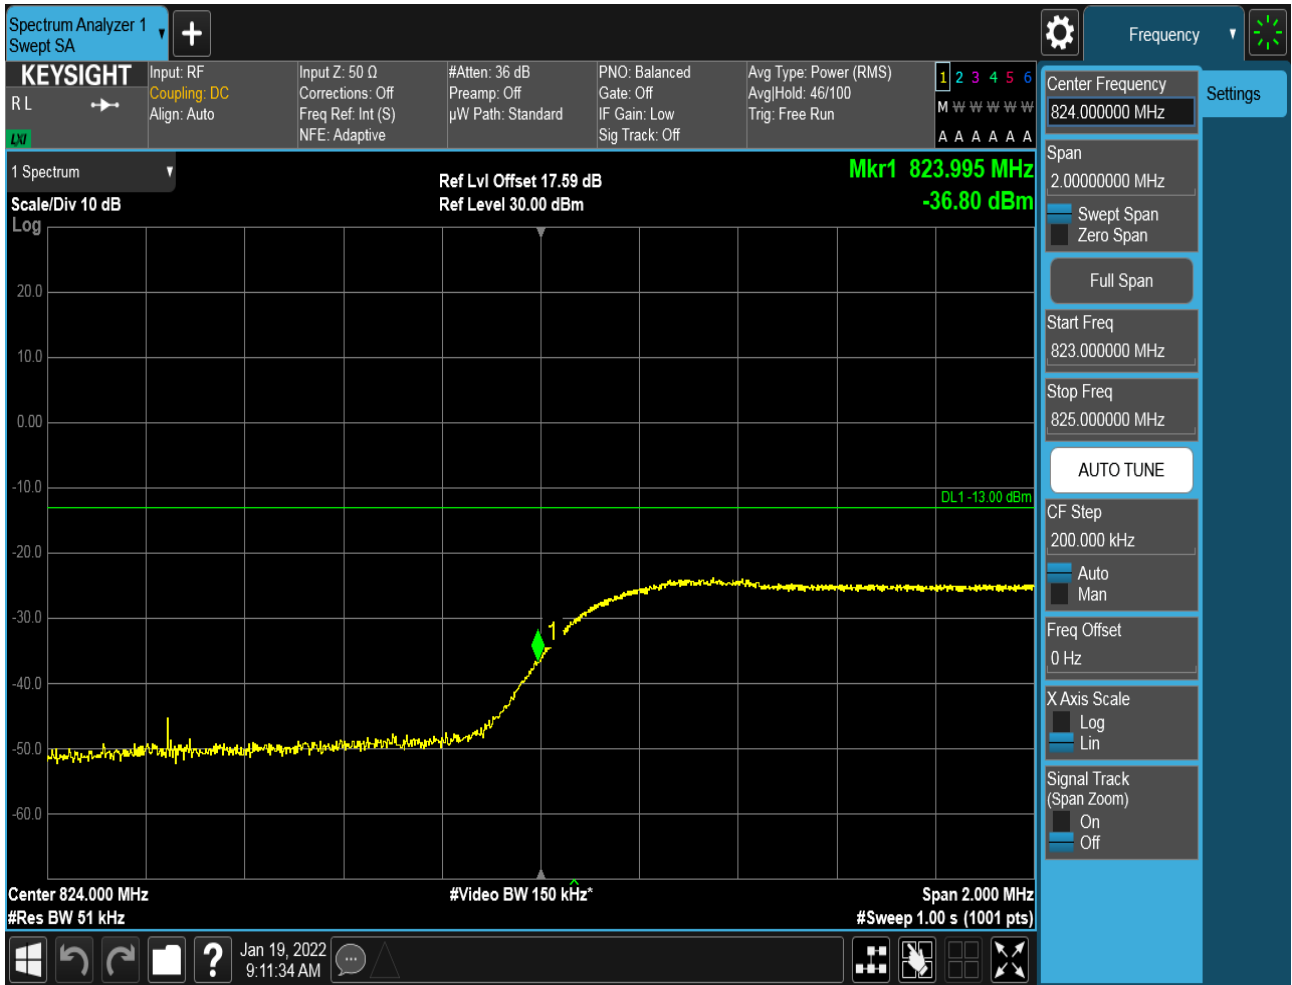 Spectrum Analyzer 1
Swept SA
Frequency
KEYSIGHT
R L
LXI
Input: RF
Coupling: DC
Align: Auto
Input Z: 50 Ω
Corrections: Off
Freq Ref: Int (S)
NFE: Adaptive
#Atten: 36 dB
Preamp: Off
µW Path: Standard
PNO: Balanced
Gate: Off
IF Gain: Low
Sig Track: Off
Avg Type: Power (RMS)
Avg|Hold: 46/100
Trig: Free Run
1 2 3 4 5 6
M W W W W W
A A A A A A
1 Spectrum
Scale/Div 10 dB
Log
Ref Lvl Offset 17.59 dB
Ref Level 30.00 dBm
Mkr1 823.995 MHz
-36.80 dBm
20.0
10.0
0.00
-10.0
-20.0
-30.0
-40.0
-50.0
-60.0
DL1 -13.00 dBm
1
Center 824.000 MHz
#Res BW 51 kHz
#Video BW 150 kHz*
Span 2.000 MHz
#Sweep 1.00 s (1001 pts)
Jan 19, 2022
9:11:34 AM
?
Center Frequency
824.000000 MHz
Settings
Span
2.00000000 MHz
Swept Span
Zero Span
Full Span
Start Freq
823.000000 MHz
Stop Freq
825.000000 MHz
AUTO TUNE
CF Step
200.000 kHz
Auto
Man
Freq Offset
0 Hz
X Axis Scale
Log
Lin
Signal Track
(Span Zoom)
On
Off